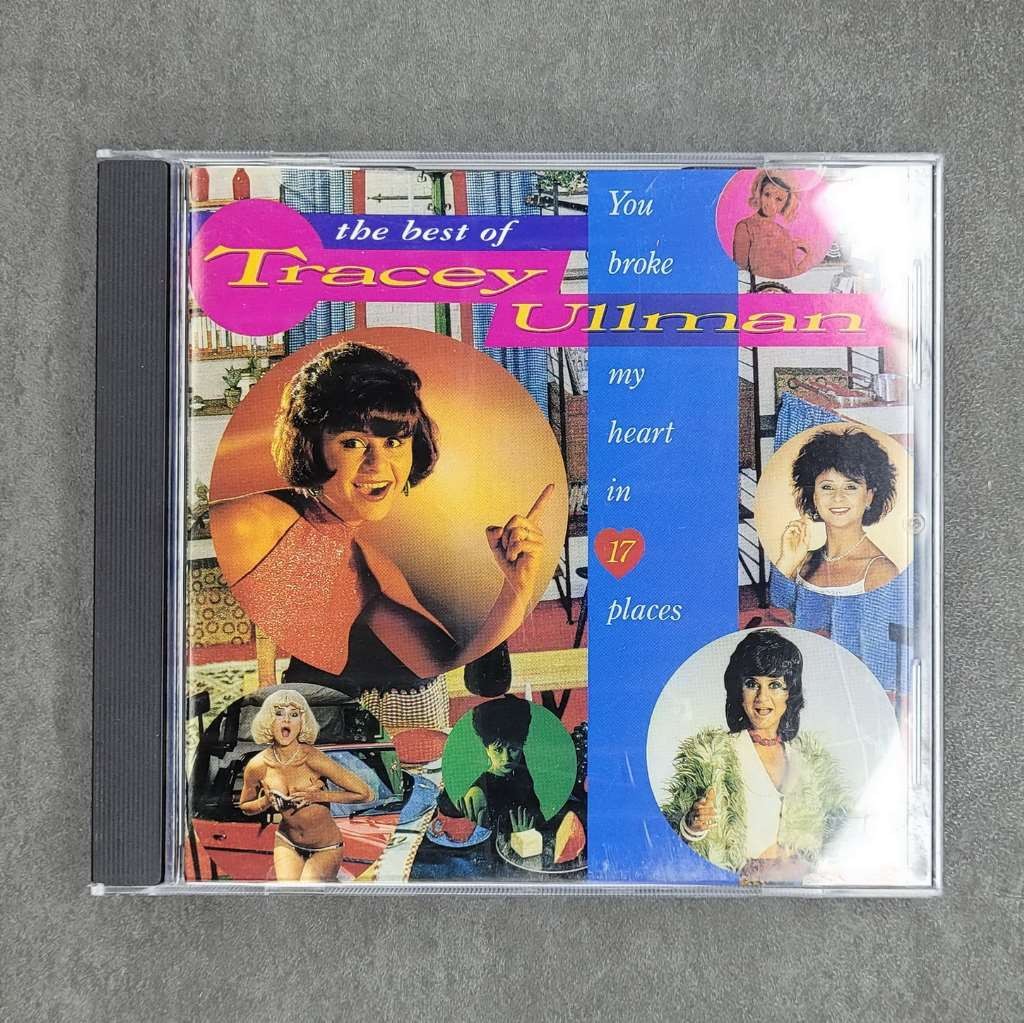 the best of
Tracey
Ullman
You
broke
my
heart
in
17
places